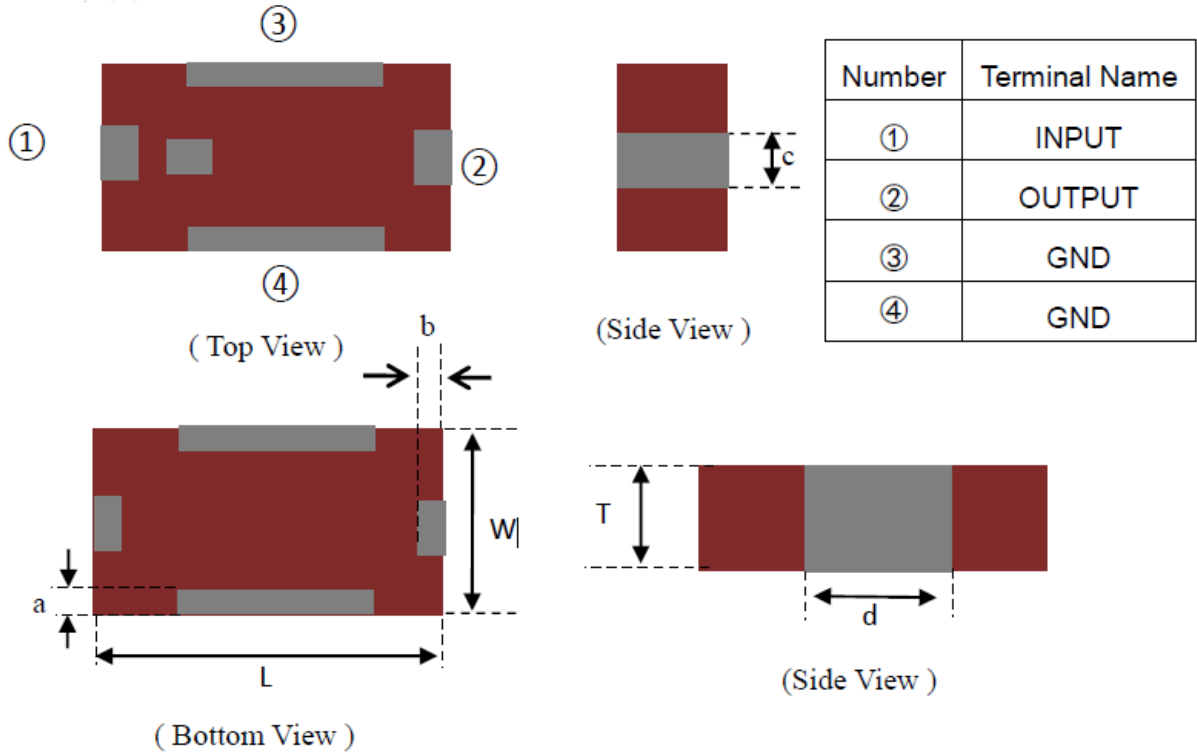 ③
①
②
④
( Top View )
c
(Side View )
Number Terminal Name
① INPUT
② OUTPUT
③ GND
④ GND
b
W
a
L
( Bottom View )
T
d
(Side View )